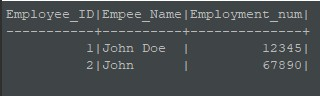 Employee_ID|Empee_Name|Employment_num|
-----------+----------+--------------+
          1|John Doe  |         12345|
          2|John      |         67890|